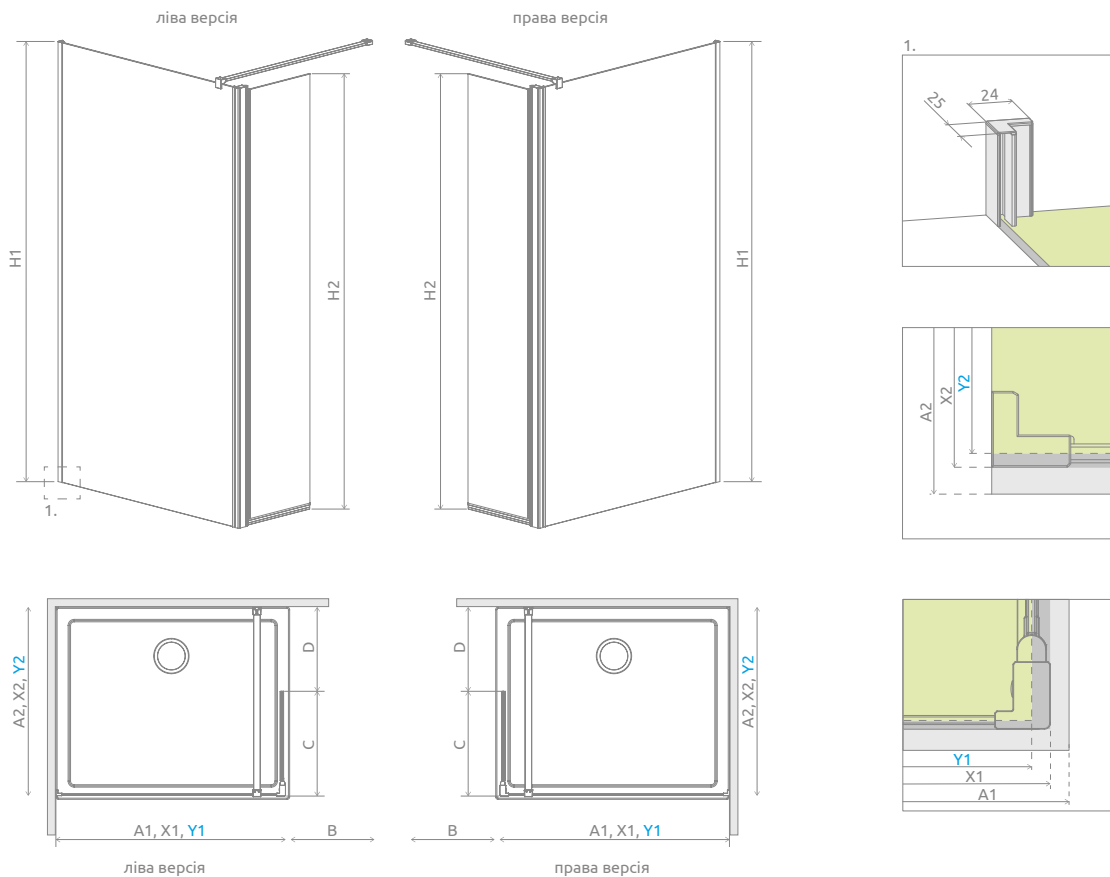 ліва версія
права версія
1.
25
24
H1
H2
H2
H1
A2
X2
Y2
1.
A2, X2, Y2
D
C
D
C
A2, X2, Y2
Y1
X1
A1
A1, X1, Y1
B
B
A1, X1, Y1
ліва версія
права версія